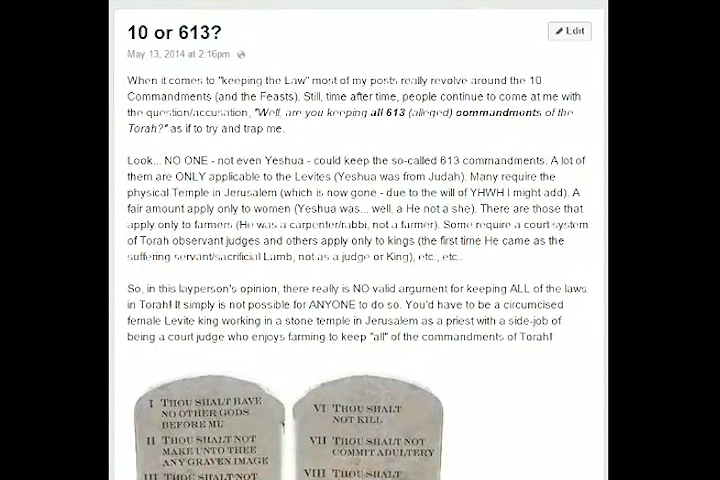 10 or 613?
Edit
May 13, 2014 at 2:16pm
When it comes to "keeping the Law" most of my posts really revolve around the 10
Commandments (and the Feasts). Still, time after time, people continue to come at me with
the question/accusation, "Well, are you keeping all 613 (alleged) commandments of the
Torah?" as if to try and trap me.
Look... NO ONE - not even Yeshua - could keep the so-called 613 commandments. A lot of
them are ONLY applicable to the Levites (Yeshua was from Judah). Many require the
physical Temple in Jerusalem (which is now gone - due to the will of YHWH I might add). A
fair amount apply only to women (Yeshua was... well, a He not a she). There are those that
apply only to farmers (He was a carpenter/rabbi, not a farmer). Some require a court system
of Torah observant judges and others apply only to kings (the first time He came as the
suffering servant/sacrificial Lamb, not as a judge or King), etc., etc..
So, in this layperson's opinion, there really is NO valid argument for keeping ALL of the laws
in Torah! It simply is not possible for ANYONE to do so. You'd have to be a circumcised
female Levite king working in a stone temple in Jerusalem as a priest with a side-job of
being a court judge who enjoys farming to keep "all" of the commandments of Torah!
I THOU SHALT HAVE
NO OTHER GODS
BEFORE ME
II THOU SHALT NOT
MAKE UNTO THEE
ANY GRAVEN IMAGE
III THOU SHALT NOT
VI THOU SHALT
NOT KILL
VII THOU SHALT NOT
COMMIT ADULTERY
VIII THOU SHALT